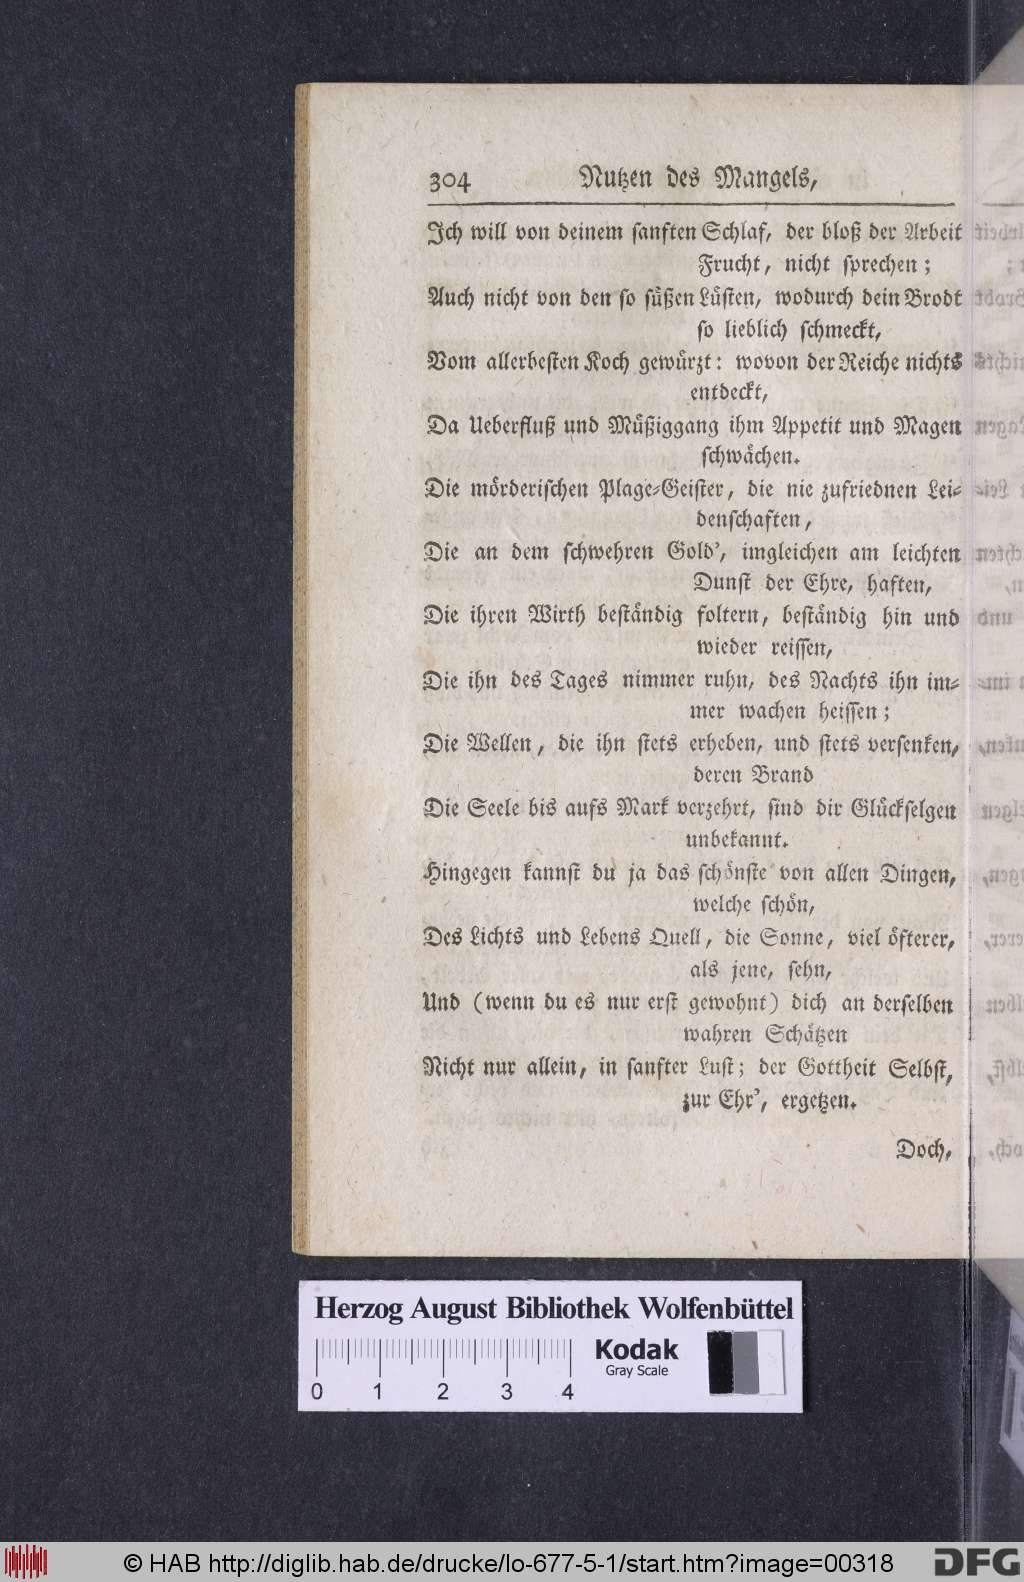 304 Nutzen des Mangels,
Ich will von deinem sanften Schlaf, der bloß der Arbeit
Frucht, nicht sprechen;
Auch nicht von den so süßen Lüsten, wodurch dein Brodt
so lieblich schmeckt,
Vom allerbesten Koch gewürzt: wovon der Reiche nichts
entdeckt,
Da Ueberfluß und Müßiggang ihm Appetit und Magen
schwächen.
Die mörderischen Plage-Geister, die nie zufriednen Lei-
denschaften,
Die an dem schwehren Gold', imgleichen am leichten
Dunst der Ehre, haften,
Die ihren Wirth beständig foltern, beständig hin und
wieder reissen,
Die ihn des Tages nimmer ruhn, des Nachts ihn im-
mer wachen heissen;
Die Wellen, die ihn stets erheben, und stets versenken,
deren Brand
Die Seele bis aufs Mark verzehrt, sind dir Glückselgen
unbekannt.
Hingegen kannst du ja das schönste von allen Dingen,
welche schön,
Des Lichts und Lebens Quell, die Sonne, viel öfterer,
als jene, sehn,
Und (wenn du es nur erst gewohnt) dich an derselben
wahren Schätzen
Nicht nur allein, in sanfter Lust; der Gottheit Selbst,
zur Ehr', ergetzen.
Doch,
Herzog August Bibliothek Wolfenbüttel
0 1 2 3 4
Kodak
Gray Scale
© HAB http://diglib.hab.de/drucke/lo-677-5-1/start.htm?image=00318
DFG